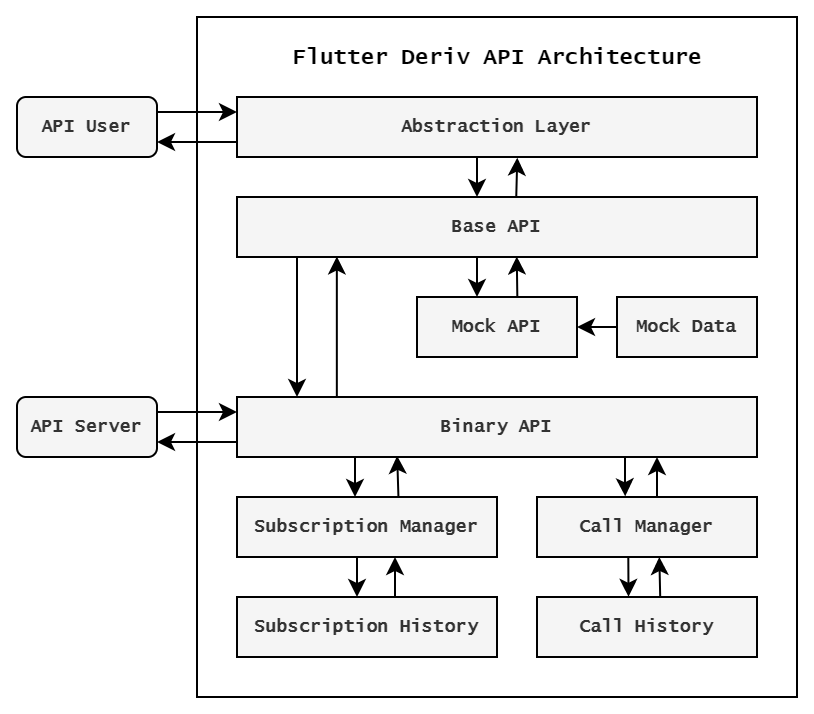 Flutter Deriv API Architecture
API User
Abstraction Layer
Base API
Mock API
Mock Data
API Server
Binary API
Subscription Manager
Call Manager
Subscription History
Call History